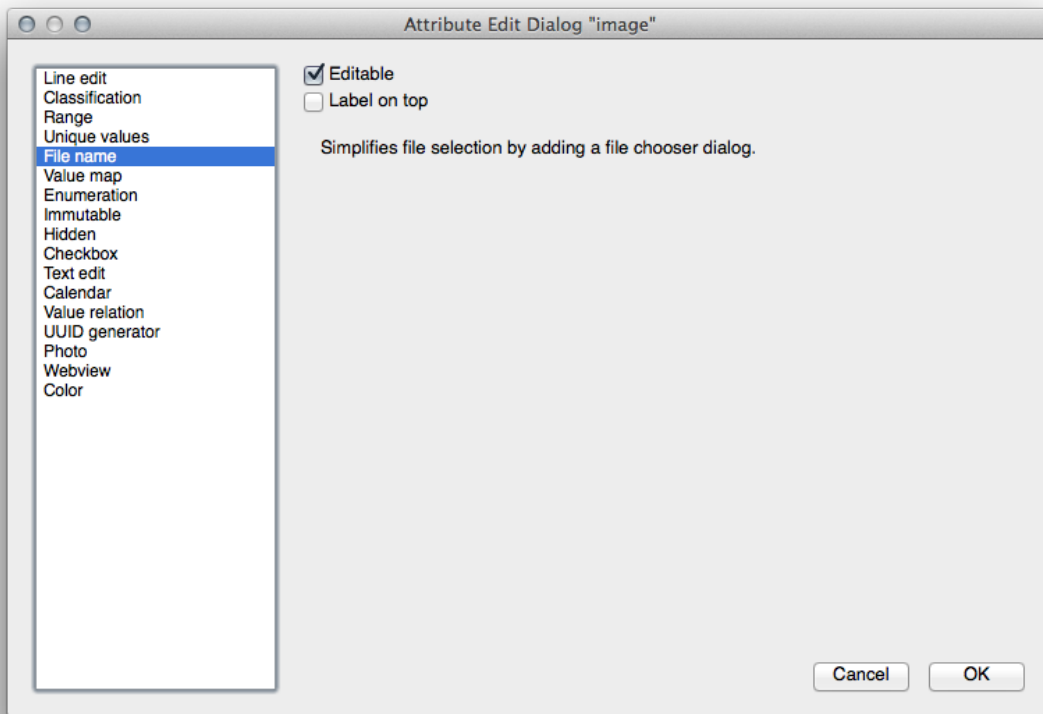 Attribute Edit Dialog "image"
Line edit
Classification
Range
Unique values
File name
Value map
Enumeration
Immutable
Hidden
Checkbox
Text edit
Calendar
Value relation
UUID generator
Photo
Webview
Color
Editable
Label on top
Simplifies file selection by adding a file chooser dialog.
Cancel
OK